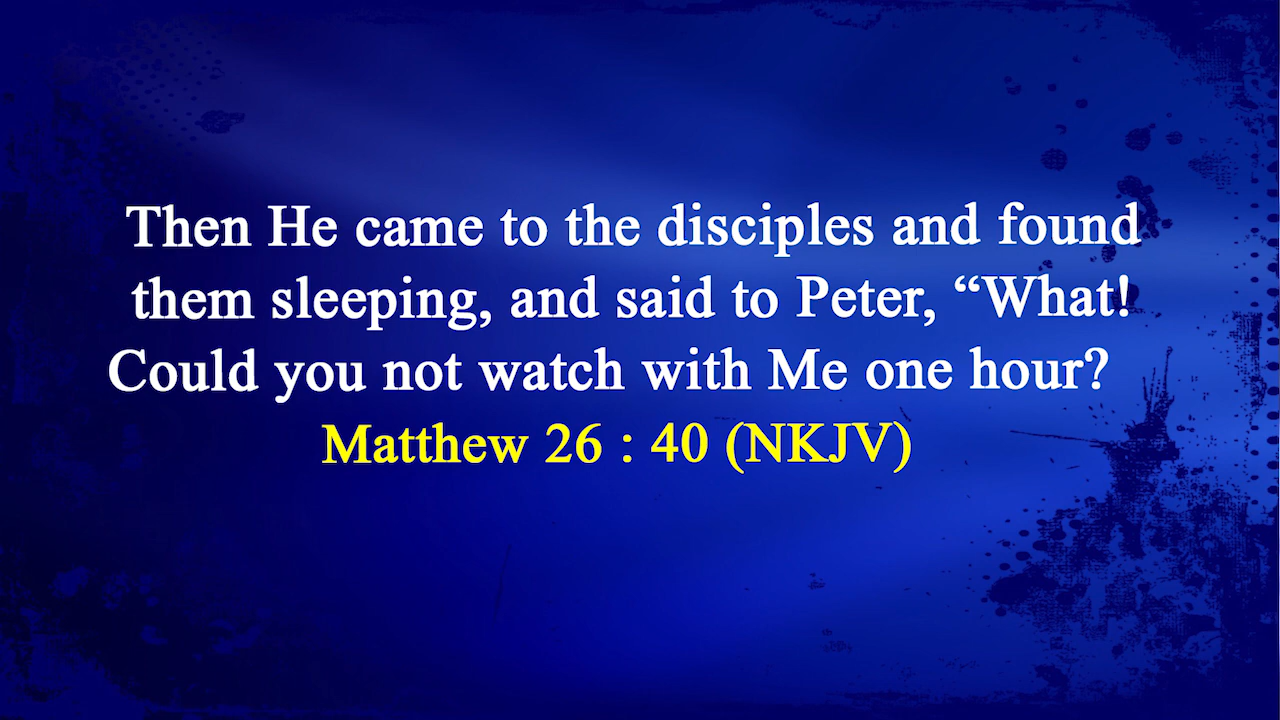 Then He came to the disciples and found
them sleeping, and said to Peter, “What!
Could you not watch with Me one hour?
Matthew 26 : 40 (NKJV)